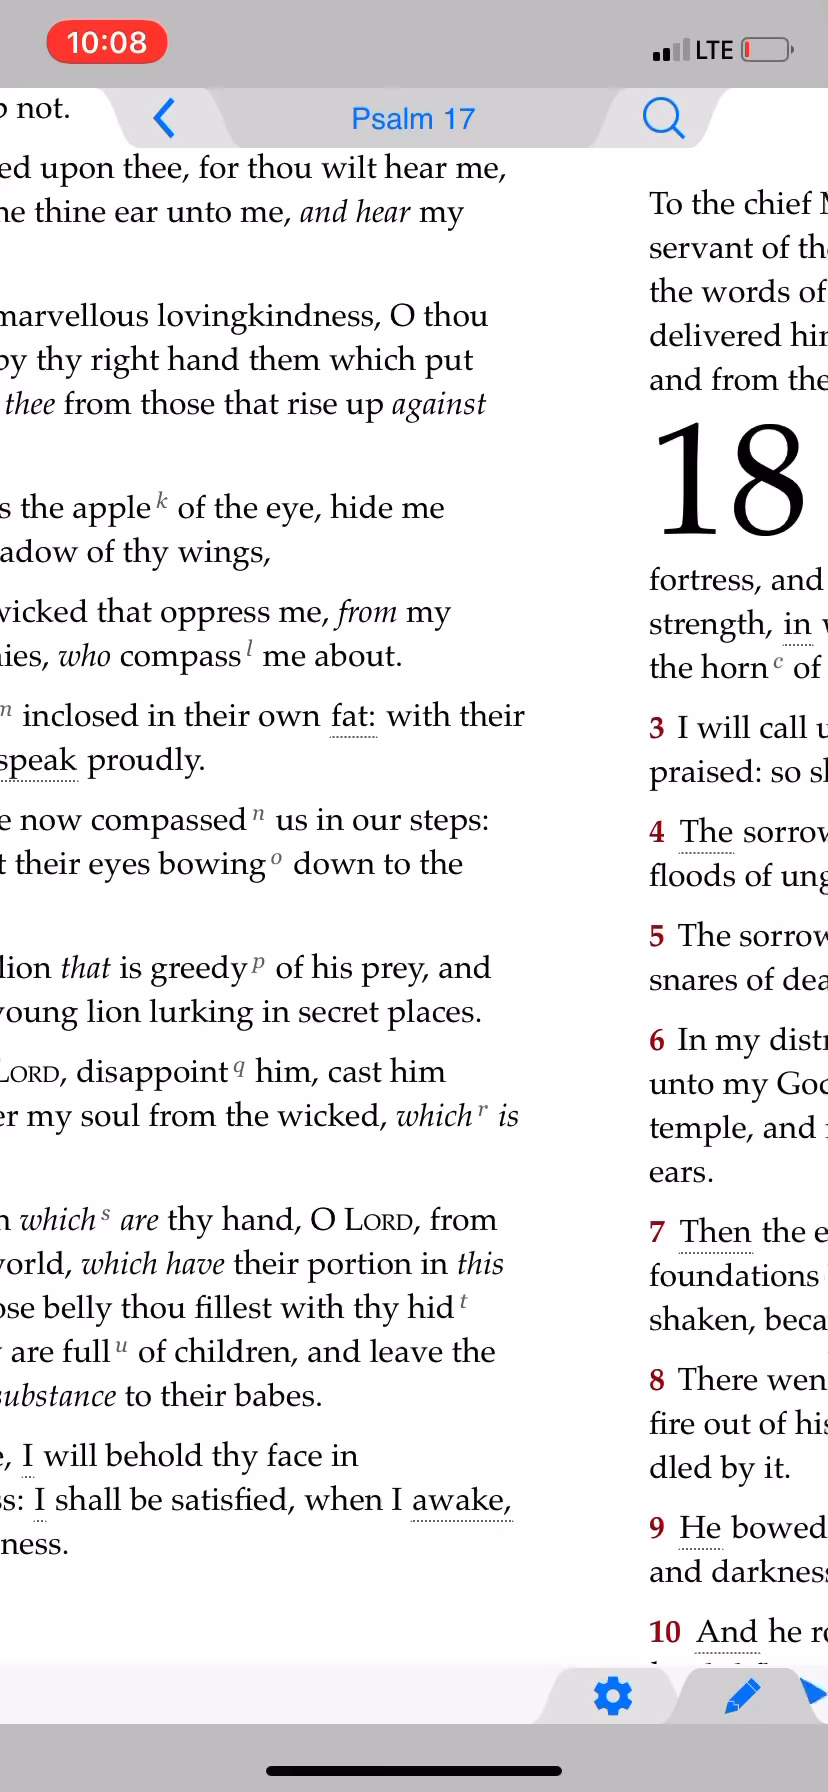 10:08
LTE
Psalm 17
not.
ed upon thee, for thou wilt hear me,
ne thine ear unto me, and hear my
marvellous lovingkindness, O thou
by thy right hand them which put
thee from those that rise up against
s the apple k of the eye, hide me
adow of thy wings,
wicked that oppress me, from my
ies, who compass l me about.
m inclosed in their own fat: with their
speak proudly.
e now compassed n us in our steps:
t their eyes bowing o down to the
lion that is greedy p of his prey, and
young lion lurking in secret places.
LORD, disappoint q him, cast him
er my soul from the wicked, which r is
n which s are thy hand, O LORD, from
world, which have their portion in this
ose belly thou fillest with thy hid t
are full u of children, and leave the
substance to their babes.
e, I will behold thy face in
ss: I shall be satisfied, when I awake,
ness.
To the chief M
servant of the
the words of
delivered him
and from the
18
fortress, and
strength, in w
the horn c of
3 I will call u
praised: so sh
4 The sorrow
floods of ung
5 The sorrow
snares of dea
6 In my distr
unto my God
temple, and
ears.
7 Then the e
foundations
shaken, beca
8 There wen
fire out of his
dled by it.
9 He bowed
and darkness
10 And he ro